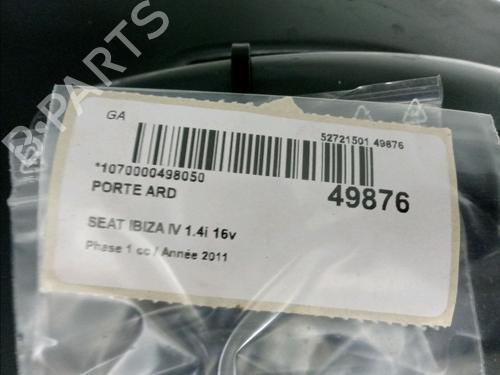 GA
52721501 49876
*1070000498050
49876
PORTE ARD
SEAT IBIZA IV 1.4i 16v
Phase 1 cc / Année 2011
B-PARTS